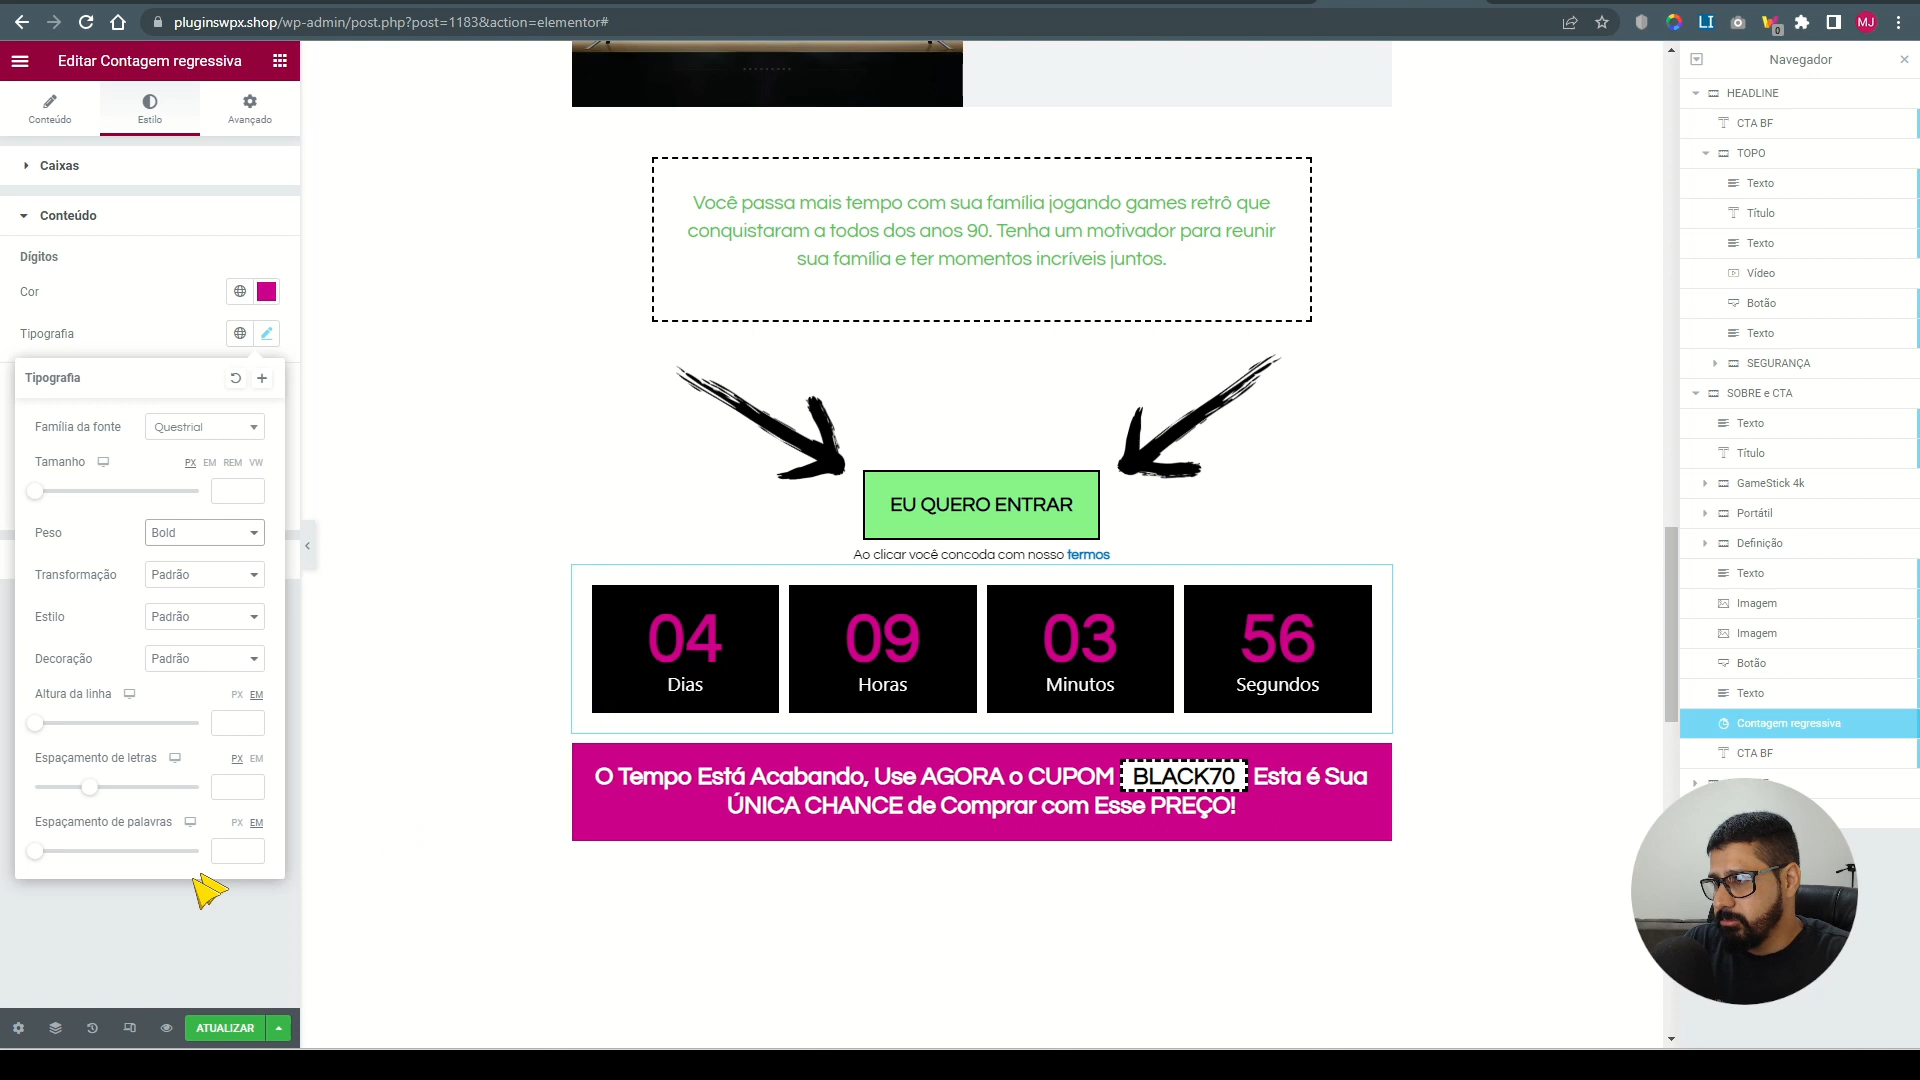 pluginswpx.shop/wp-admin/post.php?post=1183&action=elementor#
LI
0
MJ
Editar Contagem regressiva
Conteúdo
Estilo
Avançado
Caixas
Conteúdo
Dígitos
Cor
Tipografia
Tipografia
Família da fonte
Questrial
Tamanho
PX EM REM VW
Peso
Bold
Transformação
Padrão
Estilo
Padrão
Decoração
Padrão
Altura da linha
PX EM
Espaçamento de letras
PX EM
Espaçamento de palavras
PX EM
ATUALIZAR
Você passa mais tempo com sua família jogando games retrô que
conquistaram a todos dos anos 90. Tenha um motivador para reunir
sua família e ter momentos incríveis juntos.
EU QUERO ENTRAR
Ao clicar você concoda com nosso termos
04
Dias
09
Horas
03
Minutos
56
Segundos
O Tempo Está Acabando, Use AGORA o CUPOM BLACK70 Esta é Sua
ÚNICA CHANCE de Comprar com Esse PREÇO!
Navegador
HEADLINE
CTA BF
TOPO
Texto
Título
Texto
Vídeo
Botão
Texto
SEGURANÇA
SOBRE e CTA
Texto
Título
GameStick 4k
Portátil
Definição
Texto
Imagem
Imagem
Botão
Texto
Contagem regressiva
CTA BF